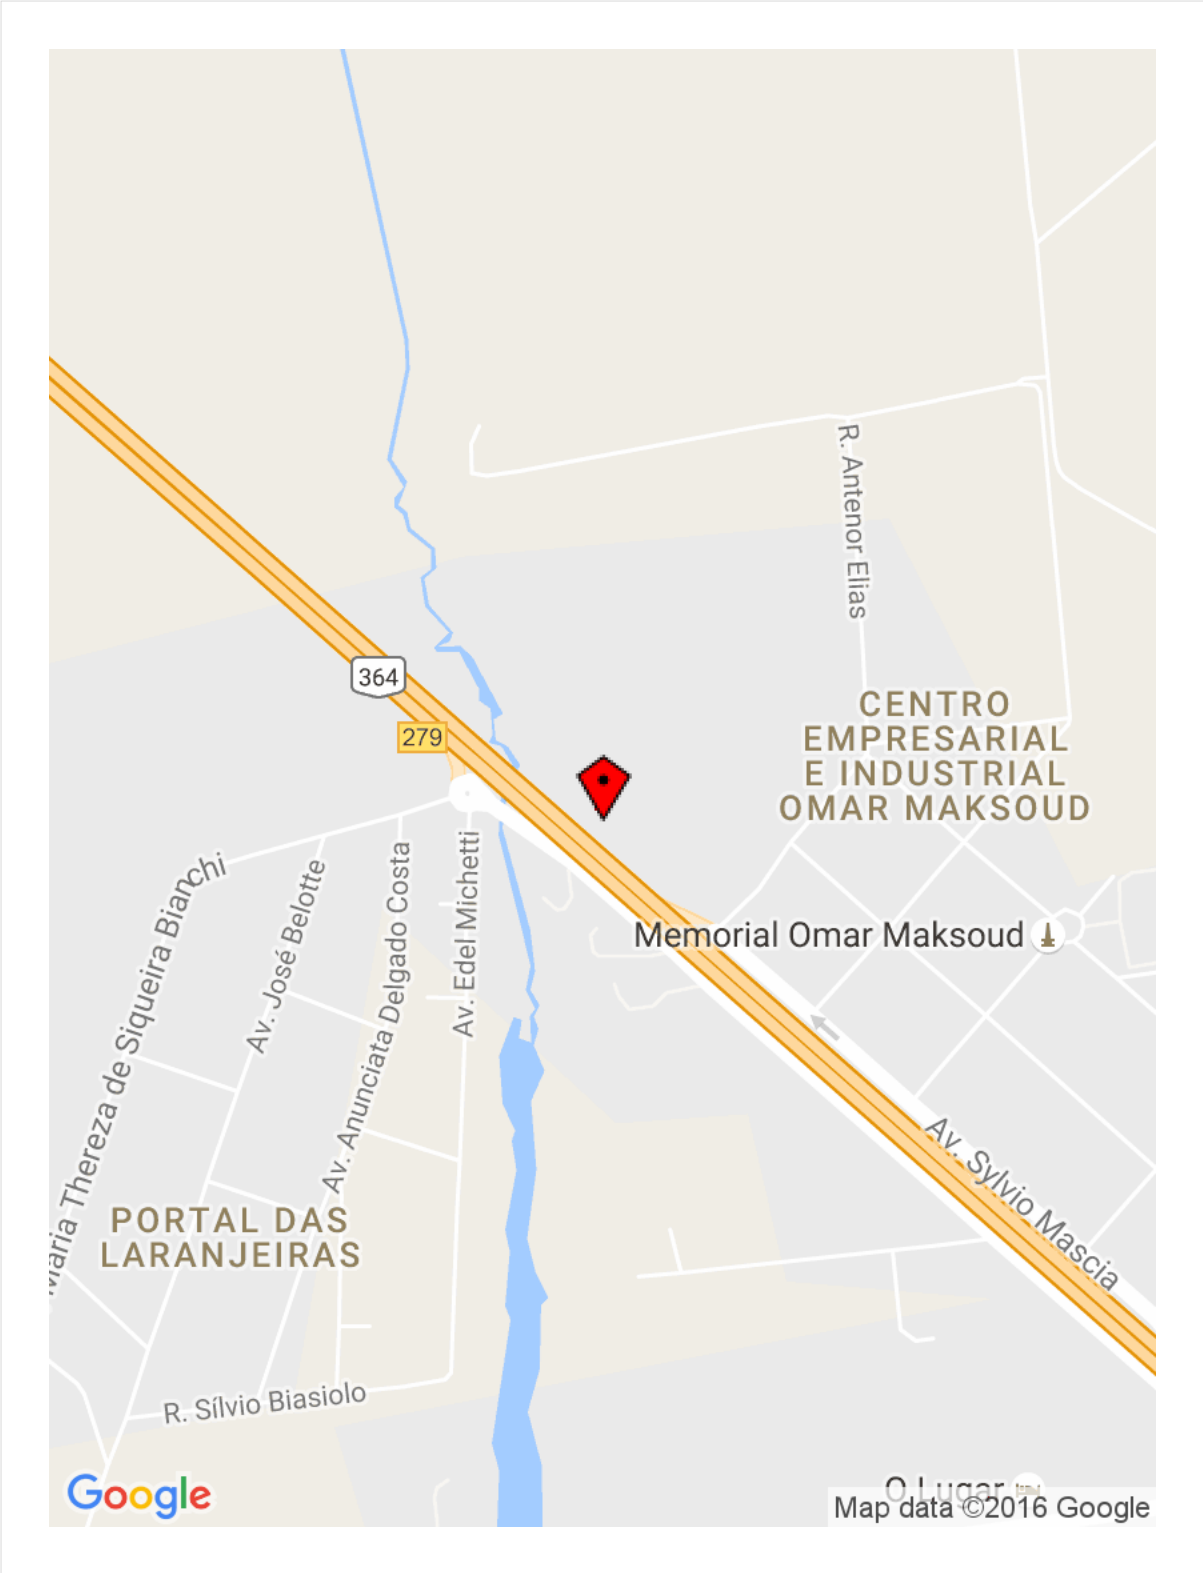 R. Antenor Elias
364
279
CENTRO
EMPRESARIAL
E INDUSTRIAL
OMAR MAKSOUD
Memorial Omar Maksoud
Maria Thereza de Siqueira Bianchi
Av. José Belotte
Av. Anunciata Delgado Costa
Av. Edel Michetti
Av. Sylvio Mascia
PORTAL DAS
LARANJEIRAS
R. Sílvio Biasiolo
Google
O Lugar
Map data ©2016 Google